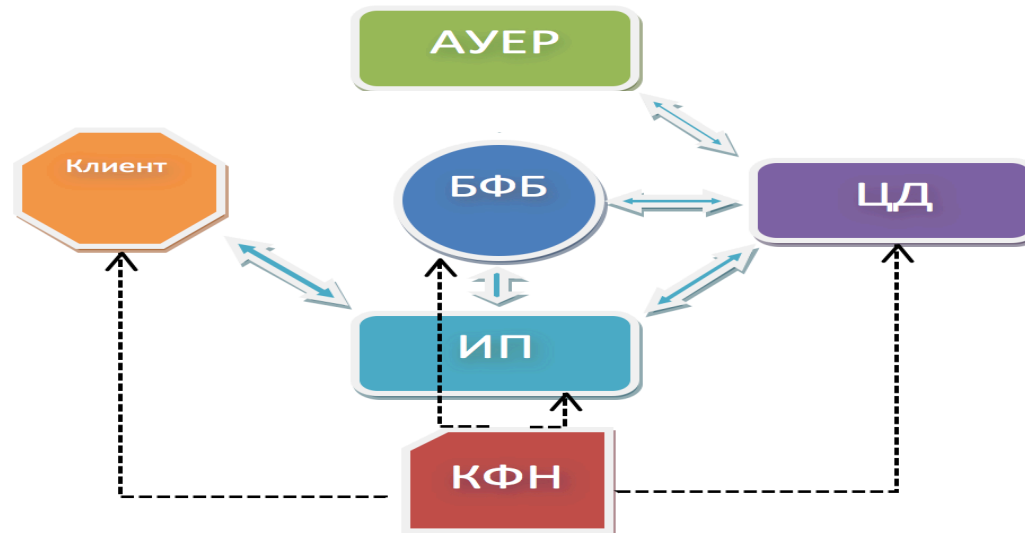 АУЕР
Клиент
БФБ
ЦД
ИП
КФН